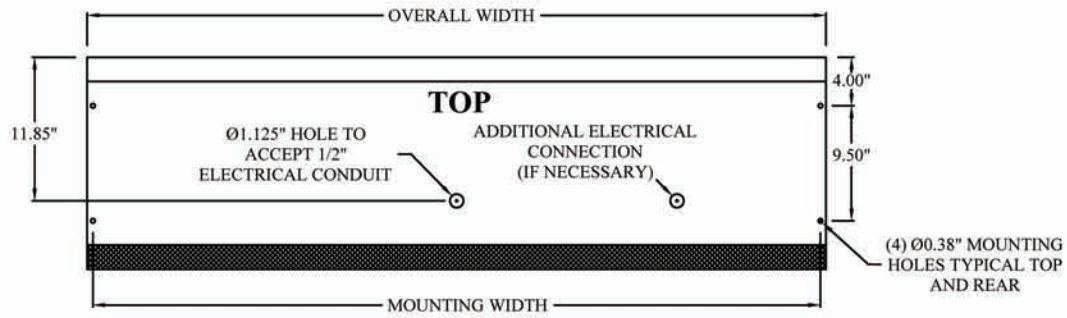 OVERALL WIDTH
4.00"
TOP
11.85"
Ø1.125" HOLE TO
ACCEPT 1/2"
ELECTRICAL CONDUIT
ADDITIONAL ELECTRICAL
CONNECTION
(IF NECESSARY)
9.50"
(4) Ø0.38" MOUNTING
HOLES TYPICAL TOP
AND REAR
MOUNTING WIDTH